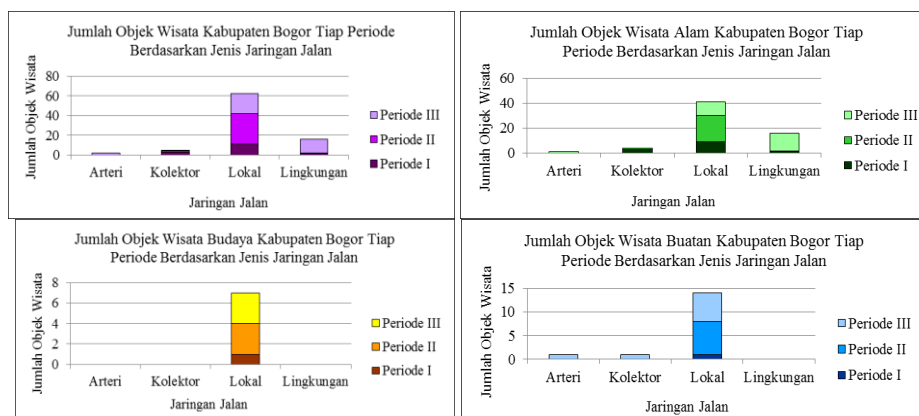 Jumlah Objek Wisata Kabupaten Bogor Tiap Periode
Berdasarkan Jenis Jaringan Jalan
Jumlah Objek Wisata
80
60
40
20
0
Arteri Kolektor Lokal Lingkungan
Jaringan Jalan
Periode III
Periode II
Periode I
Jumlah Objek Wisata Alam Kabupaten Bogor Tiap
Periode Berdasarkan Jenis Jaringan Jalan
Jumlah Objek Wisata
60
40
20
0
Arteri Kolektor Lokal Lingkungan
Jaringan Jalan
Periode III
Periode II
Periode I
Jumlah Objek Wisata Budaya Kabupaten Bogor Tiap
Periode Berdasarkan Jenis Jaringan Jalan
Jumlah Objek Wisata
8
6
4
2
0
Arteri Kolektor Lokal Lingkungan
Jaringan Jalan
Periode III
Periode II
Periode I
Jumlah Objek Wisata Buatan Kabupaten Bogor Tiap
Periode Berdasarkan Jenis Jaringan Jalan
Jumlah Objek Wisata
15
10
5
0
Arteri Kolektor Lokal Lingkungan
Jaringan Jalan
Periode III
Periode II
Periode I